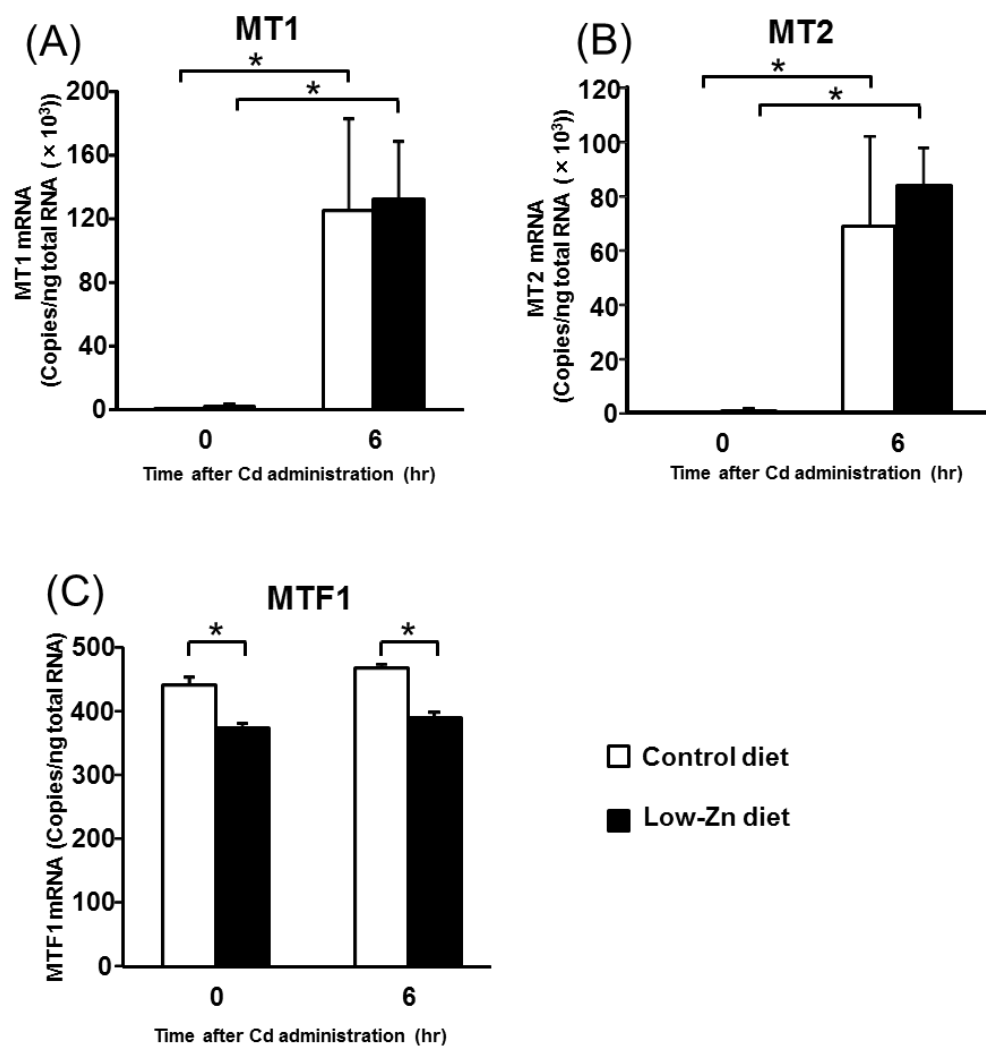 (A)
MT1
*
*
MT1 mRNA
(Copies/ng total RNA (×10³))
200
160
120
80
40
0
0 6
Time after Cd administration (hr)
(B)
MT2
*
*
MT2 mRNA
(Copies/ng total RNA (×10³))
120
100
80
60
40
20
0
0 6
Time after Cd administration (hr)
(C)
MTF1
* *
MTF1 mRNA (Copies/ng total RNA)
500
400
300
200
100
0
0 6
Time after Cd administration (hr)
Control diet
Low-Zn diet